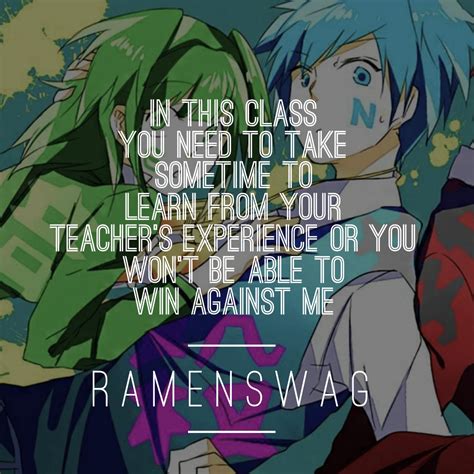 IN THIS CLASS
YOU NEED TO TAKE
SOMETIME TO
LEARN FROM YOUR
TEACHER'S EXPERIENCE OR YOU
WON'T BE ABLE TO
WIN AGAINST ME
N
RAMENSWAG